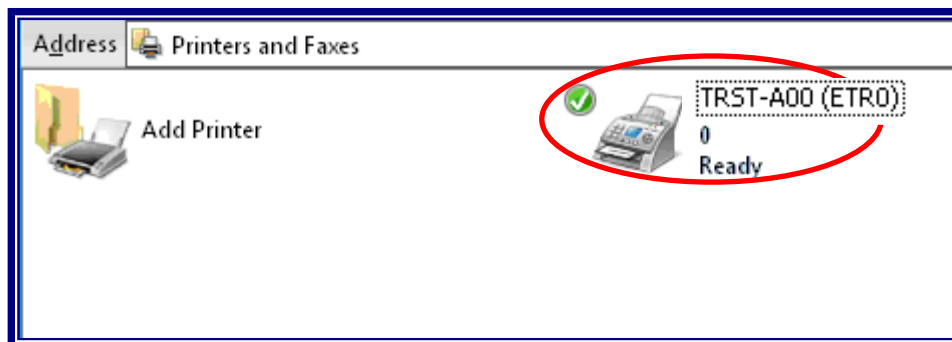 Address Printers and Faxes
Add Printer
TRST-A00 (ETR0)
0
Ready